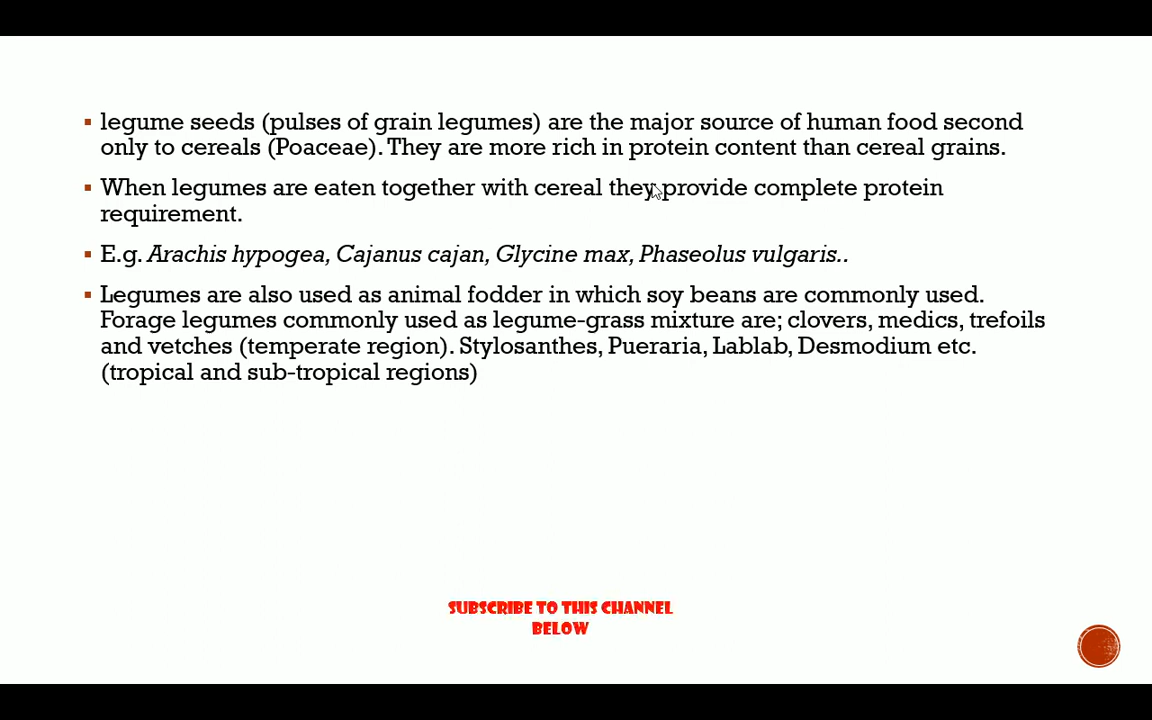 ▪ legume seeds (pulses of grain legumes) are the major source of human food second
only to cereals (Poaceae). They are more rich in protein content than cereal grains.
▪ When legumes are eaten together with cereal they provide complete protein
requirement.
▪ E.g. Arachis hypogea, Cajanus cajan, Glycine max, Phaseolus vulgaris..
▪ Legumes are also used as animal fodder in which soy beans are commonly used.
Forage legumes commonly used as legume-grass mixture are; clovers, medics, trefoils
and vetches (temperate region). Stylosanthes, Pueraria, Lablab, Desmodium etc.
(tropical and sub-tropical regions)
SUBSCRIBE TO THIS CHANNEL
BELOW